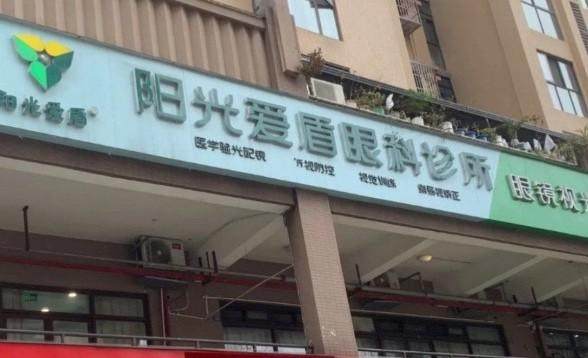 阳光爱盾
阳光爱盾眼科诊所
医学验光配镜 近视防控 视觉训练 斜弱视矫正
眼镜视光